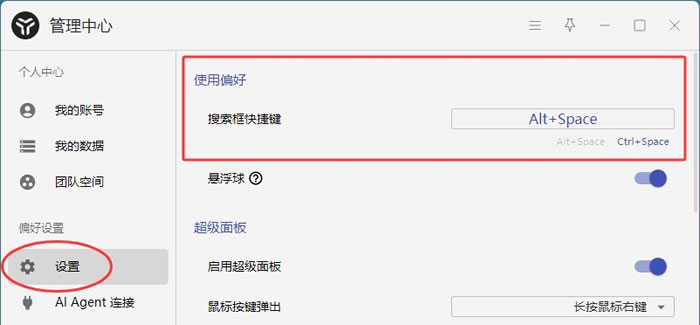 管理中心
个人中心
我的账号
我的数据
团队空间
偏好设置
设置
AI Agent 连接
使用偏好
搜索框快捷键
Alt+Space
Alt+Space Ctrl+Space
悬浮球
超级面板
启用超级面板
鼠标按键弹出
长按鼠标右键